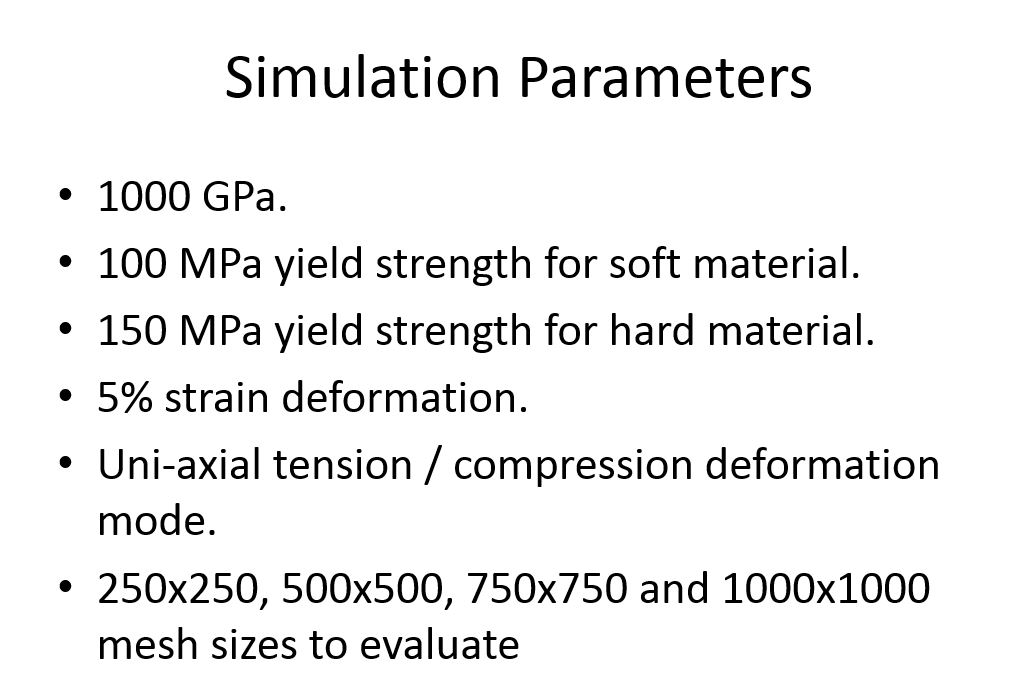 Simulation Parameters
• 1000 GPa.
• 100 MPa yield strength for soft material.
• 150 MPa yield strength for hard material.
• 5% strain deformation.
• Uni-axial tension / compression deformation
mode.
• 250x250, 500x500, 750x750 and 1000x1000
mesh sizes to evaluate